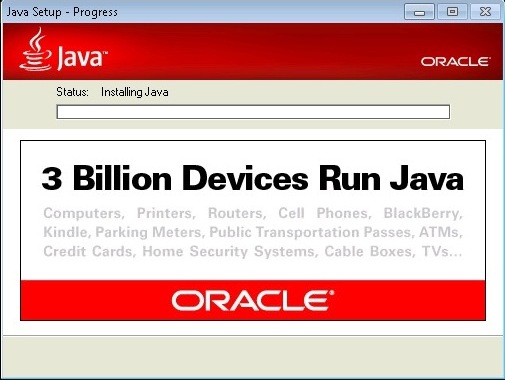 Java Setup - Progress
Java™
ORACLE®
Status: Installing Java
3 Billion Devices Run Java
Computers, Printers, Routers, Cell Phones, BlackBerry,
Kindle, Parking Meters, Public Transportation Passes, ATMs,
Credit Cards, Home Security Systems, Cable Boxes, TVs...
ORACLE®